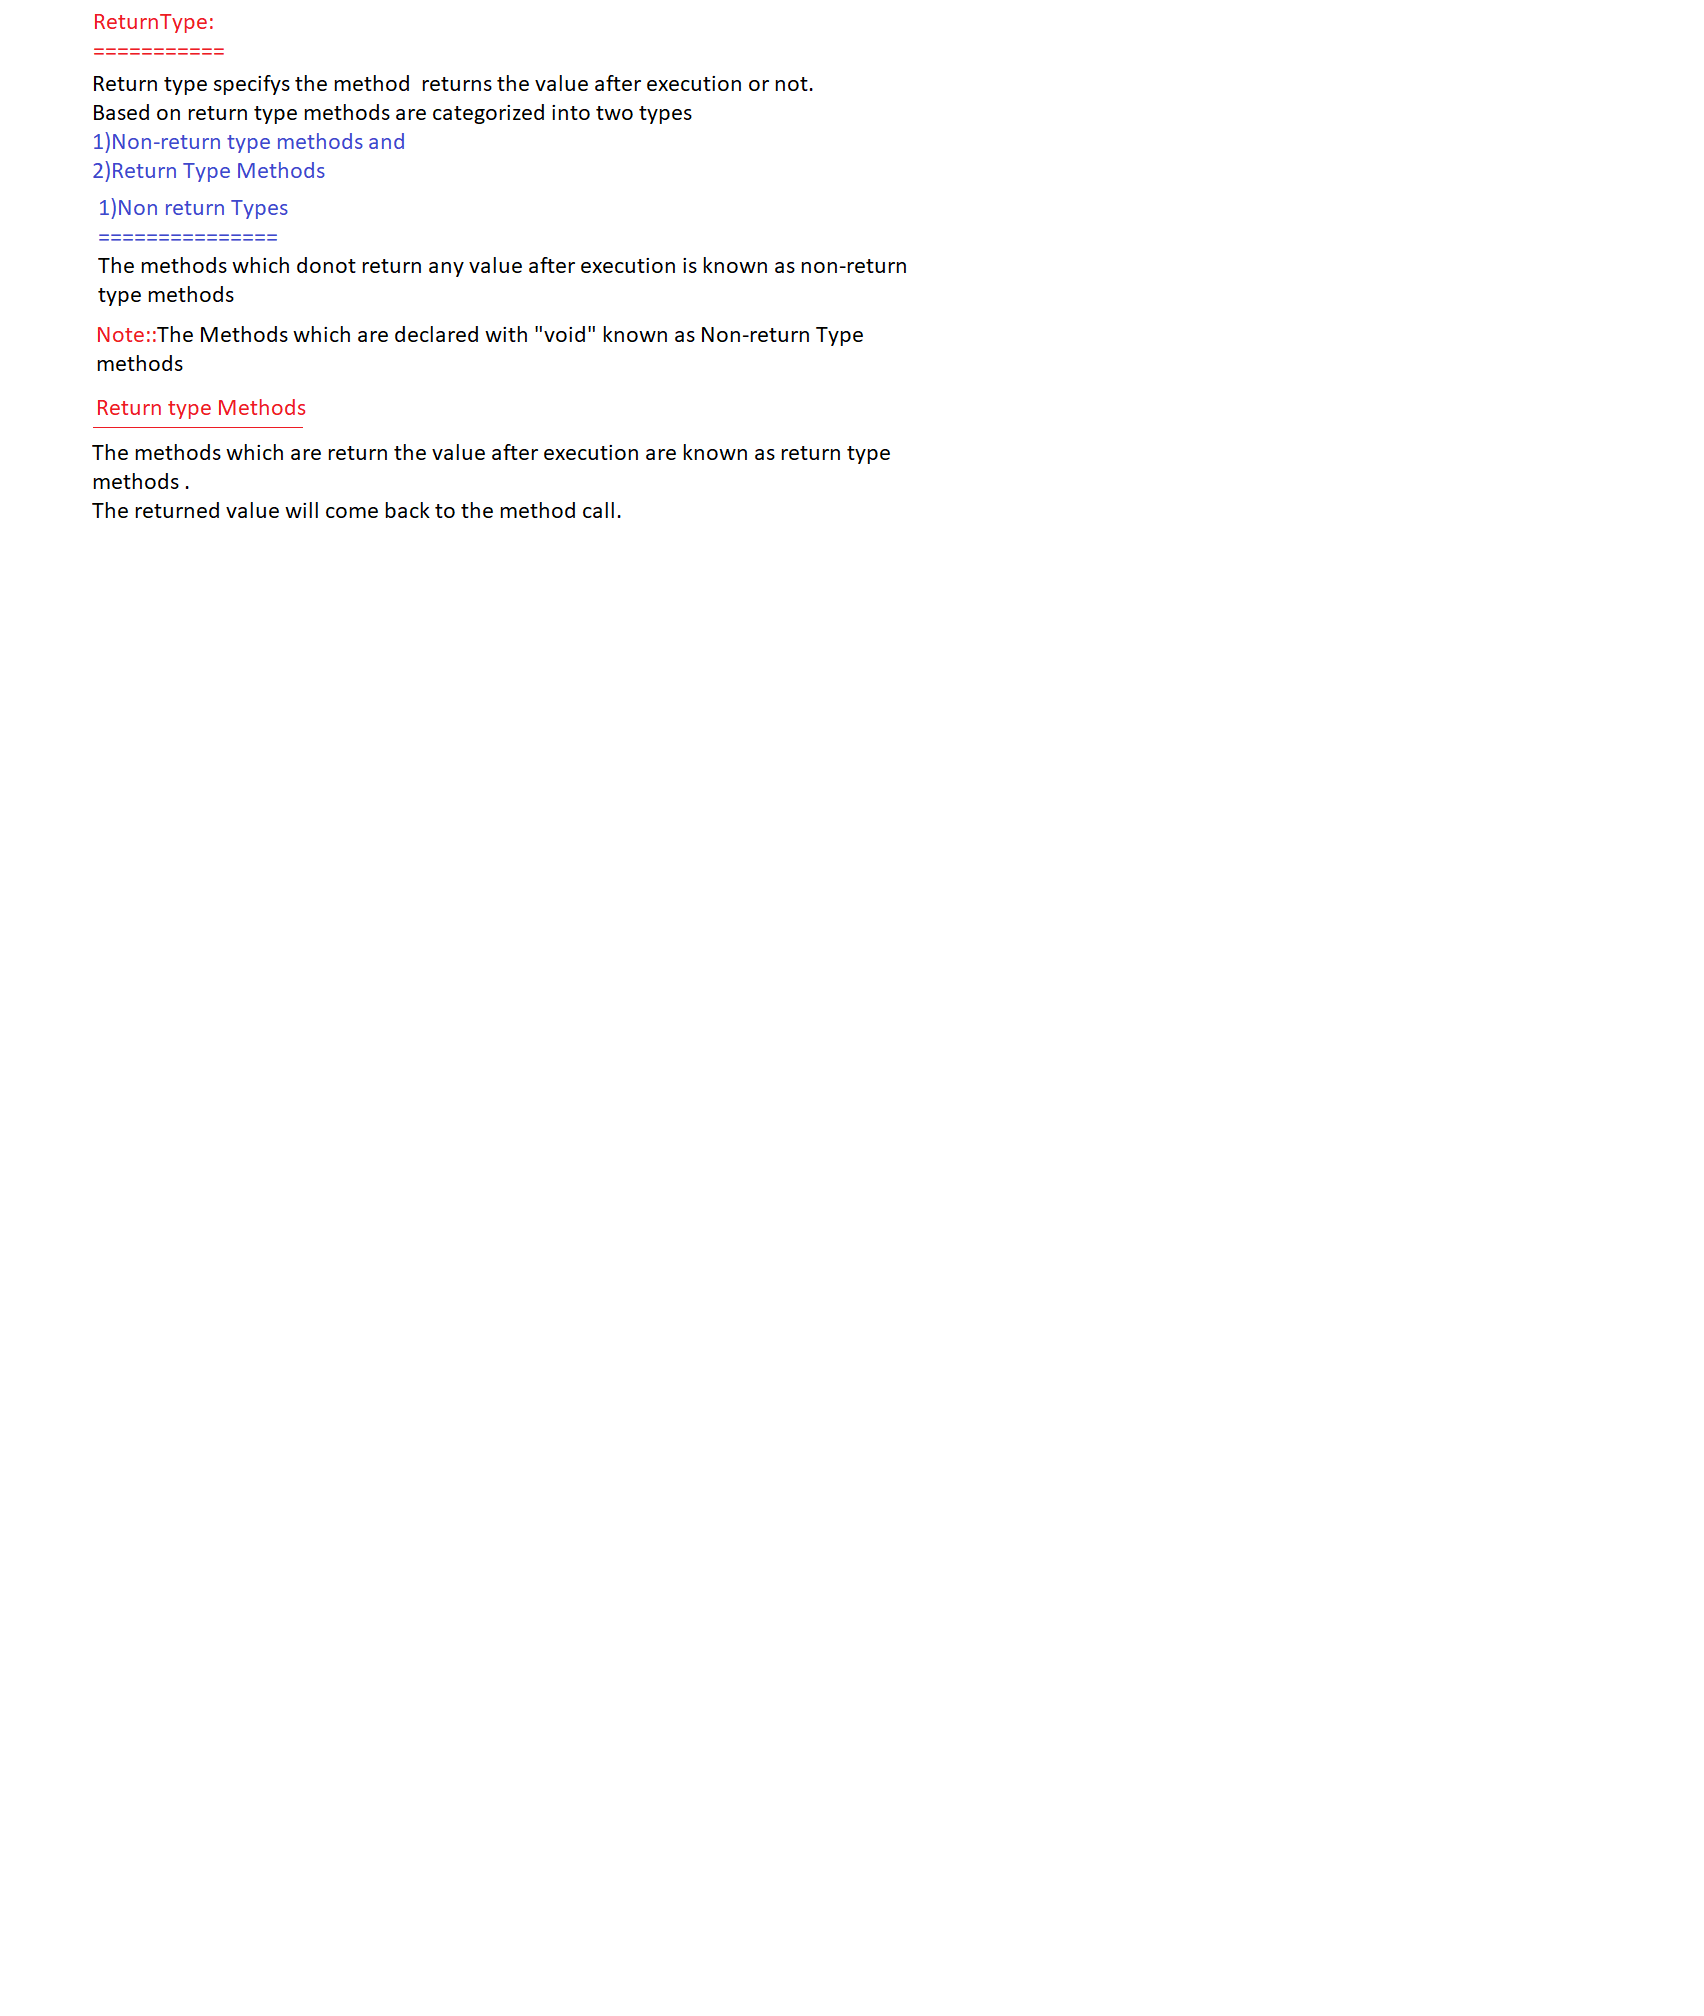 ReturnType:
===========
Return type specifys the method  returns the value after execution or not.
Based on return type methods are categorized into two types
1)Non-return type methods and
2)Return Type Methods
1)Non return Types
===============
The methods which donot return any value after execution is known as non-return
type methods
Note::The Methods which are declared with "void" known as Non-return Type
methods
Return type Methods
The methods which are return the value after execution are known as return type
methods .
The returned value will come back to the method call.